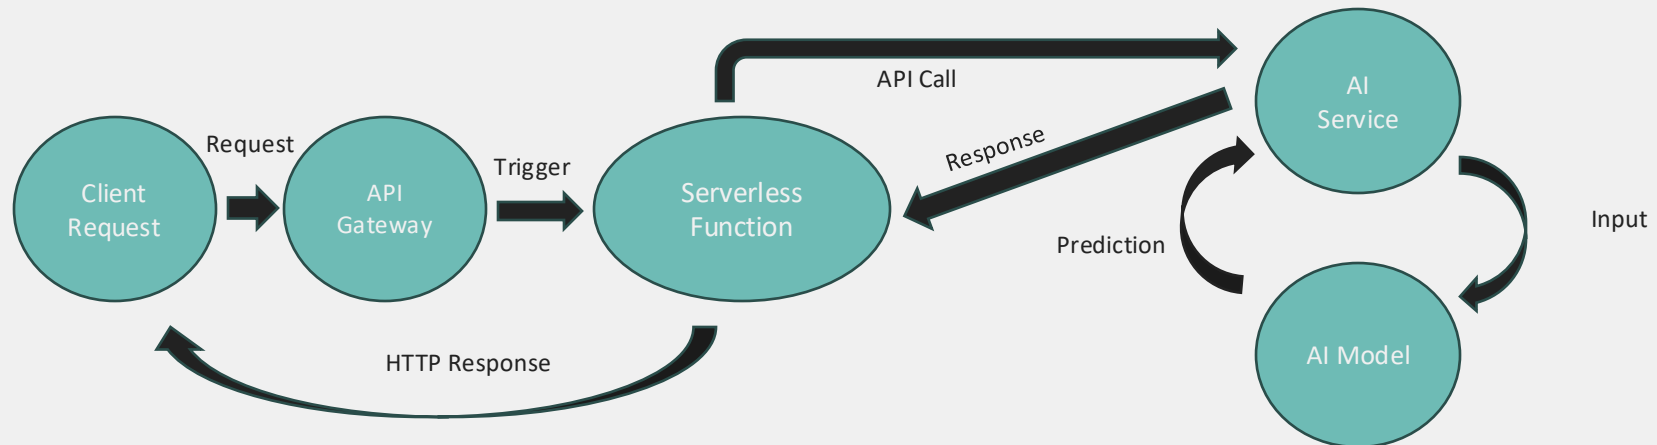 Client
Request
Request
API
Gateway
Trigger
Serverless
Function
API Call
Response
AI
Service
Input
Prediction
AI Model
HTTP Response